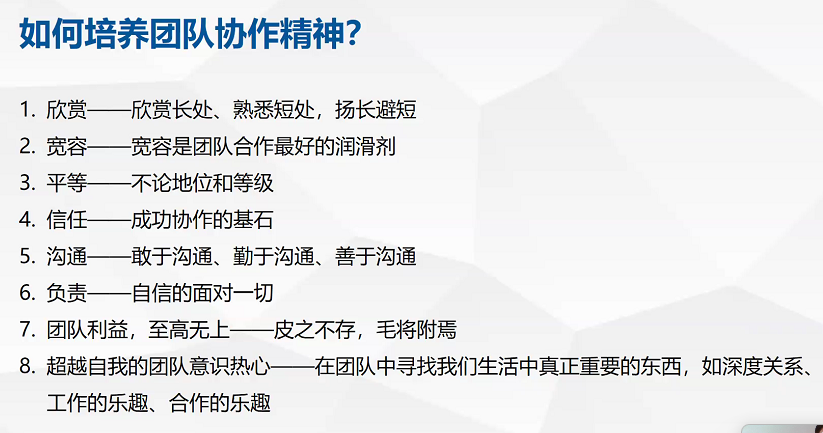 如何培养团队协作精神？
1. 欣赏——欣赏长处、熟悉短处，扬长避短
2. 宽容——宽容是团队合作最好的润滑剂
3. 平等——不论地位和等级
4. 信任——成功协作的基石
5. 沟通——敢于沟通、勤于沟通、善于沟通
6. 负责——自信的面对一切
7. 团队利益，至高无上——皮之不存，毛将附焉
8. 超越自我的团队意识热心——在团队中寻找我们生活中真正重要的东西，如深度关系、
工作的乐趣、合作的乐趣